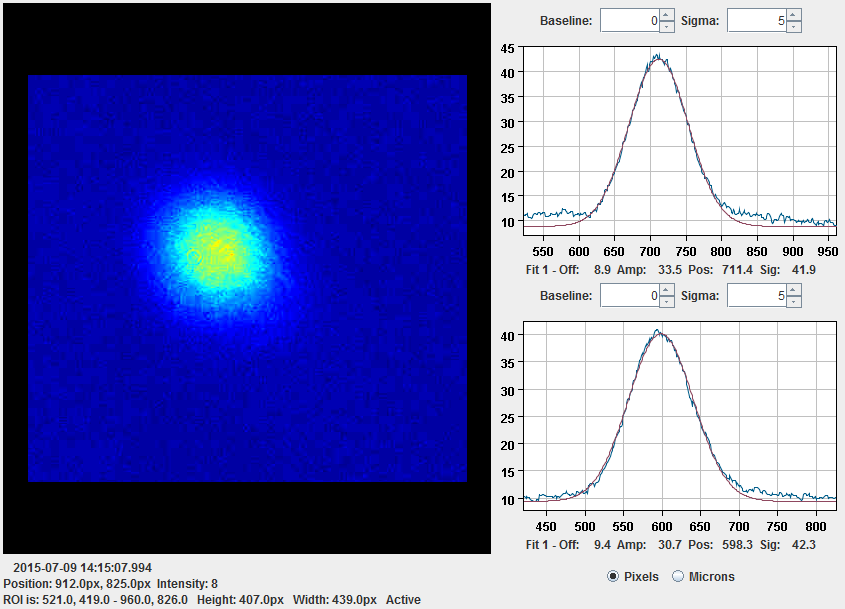 Baseline: 0 Sigma: 5
45
40
35
30
25
20
15
10
550 600 650 700 750 800 850 900 950
Fit 1 - Off: 8.9 Amp: 33.5 Pos: 711.4 Sig: 41.9
Baseline: 0 Sigma: 5
40
35
30
25
20
15
10
450 500 550 600 650 700 750 800
Fit 1 - Off: 9.4 Amp: 30.7 Pos: 598.3 Sig: 42.3
Pixels Microns
2015-07-09 14:15:07.994
Position: 912.0px, 825.0px Intensity: 8
ROI is: 521.0, 419.0 - 960.0, 826.0 Height: 407.0px Width: 439.0px Active